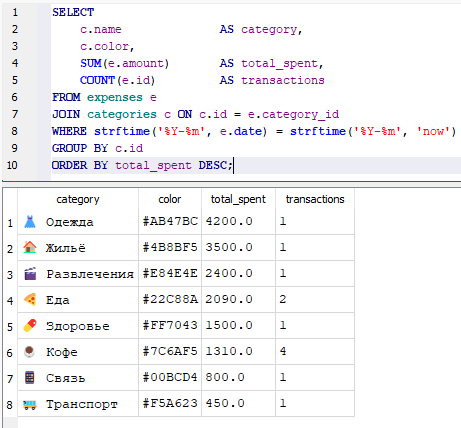 1 SELECT
2 c.name AS category,
3 c.color,
4 SUM(e.amount) AS total_spent,
5 COUNT(e.id) AS transactions
6 FROM expenses e
7 JOIN categories c ON c.id = e.category_id
8 WHERE strftime('%Y-%m', e.date) = strftime('%Y-%m', 'now')
9 GROUP BY c.id
10 ORDER BY total_spent DESC;
category color total_spent transactions
1 👗 Одежда #AB47BC 4200.0 1
2 🏠 Жильё #4B8BF5 3500.0 1
3 🎬 Развлечения #E84E4E 2400.0 1
4 🍕 Еда #22C88A 2090.0 2
5 💊 Здоровье #FF7043 1500.0 1
6 ☕ Кофе #7C6AF5 1310.0 4
7 📱 Связь #00BCD4 800.0 1
8 🚌 Транспорт #F5A623 450.0 1